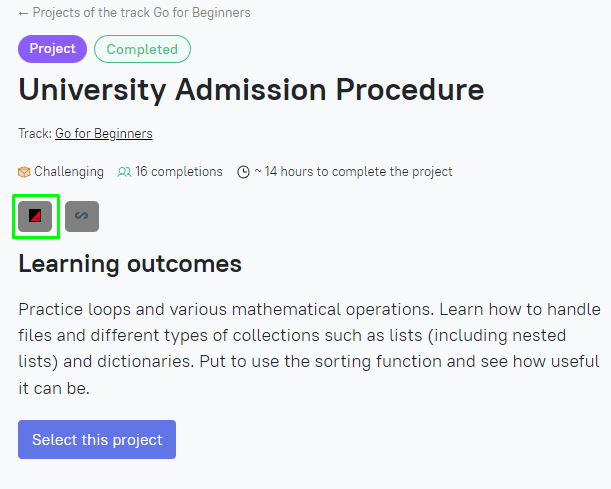 ← Projects of the track Go for Beginners
Project
Completed
University Admission Procedure
Track: Go for Beginners
Challenging 16 completions ~ 14 hours to complete the project
Learning outcomes
Practice loops and various mathematical operations. Learn how to handle
files and different types of collections such as lists (including nested
lists) and dictionaries. Put to use the sorting function and see how useful
it can be.
Select this project